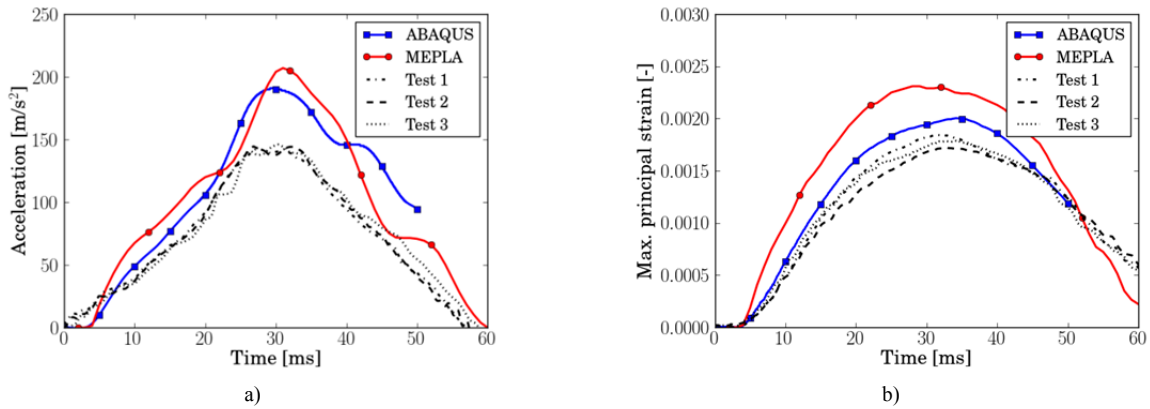 250
200
150
100
50
0
Acceleration [m/s²]
0 10 20 30 40 50 60
Time [ms]
ABAQUS
MEPLA
Test 1
Test 2
Test 3
a)
0.0030
0.0025
0.0020
0.0015
0.0010
0.0005
0.0000
Max. principal strain [-]
0 10 20 30 40 50 60
Time [ms]
ABAQUS
MEPLA
Test 1
Test 2
Test 3
b)